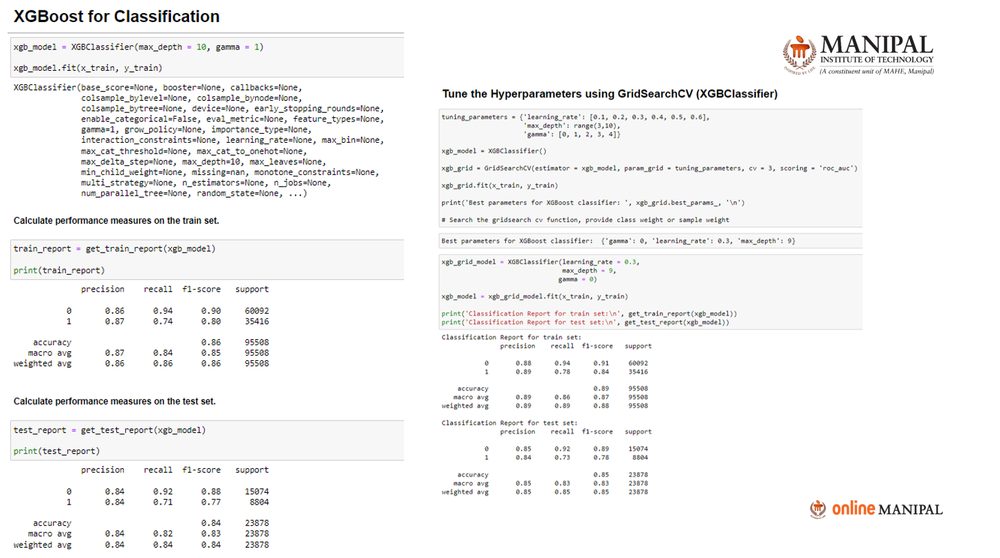 XGBoost for Classification
xgb_model = XGBClassifier(max_depth = 10, gamma = 1)
xgb_model.fit(x_train, y_train)
XGBClassifier(base_score=None, booster=None, callbacks=None,
colsample_bylevel=None, colsample_bynode=None,
colsample_bytree=None, device=None, early_stopping_rounds=None,
enable_categorical=False, eval_metric=None, feature_types=None,
gamma=1, grow_policy=None, importance_type=None,
interaction_constraints=None, learning_rate=None, max_bin=None,
max_cat_threshold=None, max_cat_to_onehot=None,
max_delta_step=None, max_depth=10, max_leaves=None,
min_child_weight=None, missing=nan, monotone_constraints=None,
multi_strategy=None, n_estimators=None, n_jobs=None,
num_parallel_tree=None, random_state=None, ...)
Calculate performance measures on the train set.
train_report = get_train_report(xgb_model)
print(train_report)
precision recall f1-score support
0 0.86 0.94 0.90 60092
1 0.87 0.74 0.80 35416
accuracy 0.86 95508
macro avg 0.87 0.84 0.85 95508
weighted avg 0.86 0.86 0.86 95508
Calculate performance measures on the test set.
test_report = get_test_report(xgb_model)
print(test_report)
precision recall f1-score support
0 0.84 0.92 0.88 15074
1 0.84 0.71 0.77 8804
accuracy 0.84 23878
macro avg 0.84 0.82 0.83 23878
weighted avg 0.84 0.84 0.84 23878
MANIPAL
INSTITUTE OF TECHNOLOGY
(A constituent unit of MAHE, Manipal)
INSPIRED BY LIFE
Tune the Hyperparameters using GridSearchCV (XGBClassifier)
tuning_parameters = {'learning_rate': [0.1, 0.2, 0.3, 0.4, 0.5, 0.6],
'max_depth': range(3,10),
'gamma': [0, 1, 2, 3, 4]}
xgb_model = XGBClassifier()
xgb_grid = GridSearchCV(estimator = xgb_model, param_grid = tuning_parameters, cv = 3, scoring = 'roc_auc')
xgb_grid.fit(x_train, y_train)
print('Best parameters for XGBoost classifier: ', xgb_grid.best_params_, '\n')
# Search the gridsearch cv function, provide class weight or sample weight
Best parameters for XGBoost classifier:  {'gamma': 0, 'learning_rate': 0.3, 'max_depth': 9}
xgb_grid_model = XGBClassifier(learning_rate = 0.3,
max_depth = 9,
gamma = 0)
xgb_model = xgb_grid_model.fit(x_train, y_train)
print('Classification Report for train set:\n', get_train_report(xgb_model))
print('Classification Report for test set:\n', get_test_report(xgb_model))
Classification Report for train set:
precision recall f1-score support
0 0.88 0.94 0.91 60092
1 0.89 0.78 0.84 35416
accuracy 0.89 95508
macro avg 0.89 0.86 0.87 95508
weighted avg 0.89 0.89 0.88 95508
Classification Report for test set:
precision recall f1-score support
0 0.85 0.92 0.89 15074
1 0.84 0.73 0.78 8804
accuracy 0.85 23878
macro avg 0.85 0.83 0.83 23878
weighted avg 0.85 0.85 0.85 23878
online MANIPAL